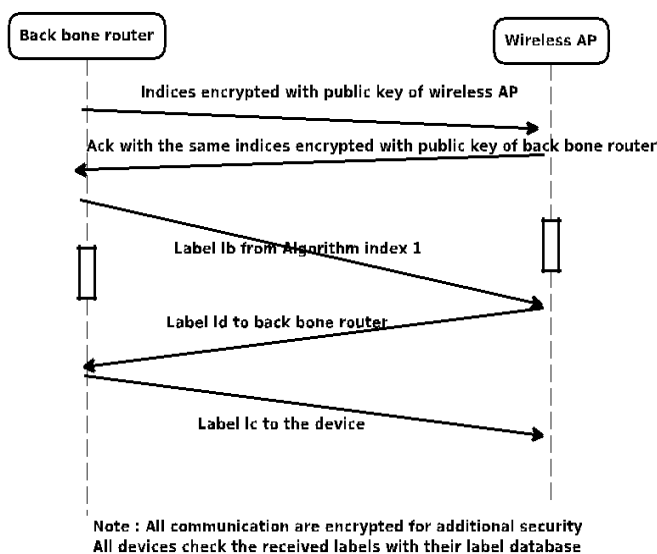 Back bone router
Wireless AP
Indices encrypted with public key of wireless AP
Ack with the same indices encrypted with public key of back bone router
Label lb from Algorithm index 1
Label ld to back bone router
Label lc to the device
Note : All communication are encrypted for additional security
All devices check the received labels with their label database